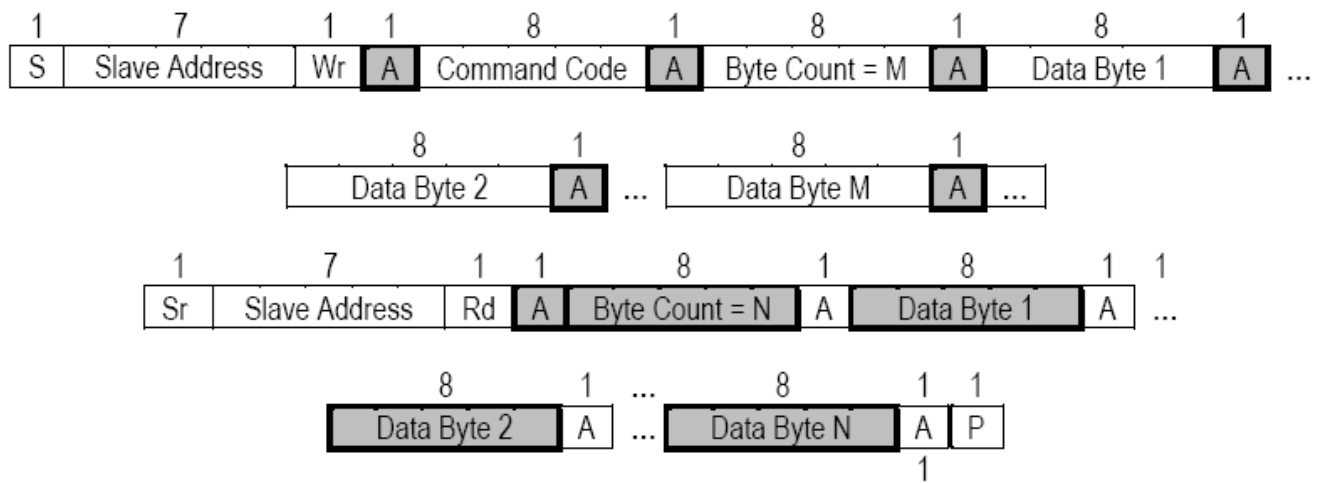 1 7 1 1 8 1 8 1 8 1
S Slave Address Wr A Command Code A Byte Count = M A Data Byte 1 A ...
8 1 8 1
Data Byte 2 A ... Data Byte M A ...
1 7 1 1 8 1 8 1 1
Sr Slave Address Rd A Byte Count = N A Data Byte 1 A ...
8 1 ... 8 1 1
Data Byte 2 A ... Data Byte N A P
1